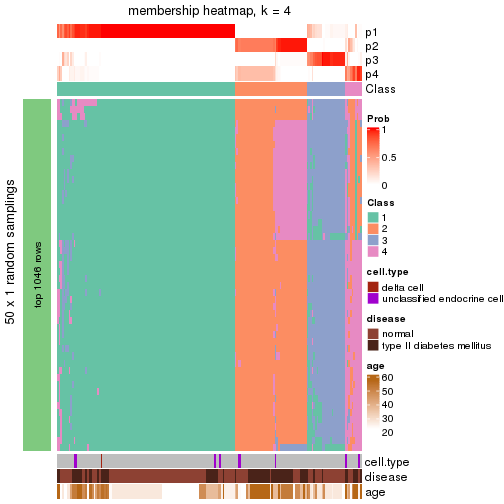 membership heatmap, k = 4
p1
p2
p3
p4
Class
50 x 1 random samplings
top 1046 rows
Prob
1
0.5
0
Class
1
2
3
4
cell.type
delta cell
unclassified endocrine cell
disease
normal
type II diabetes mellitus
age
60
50
40
30
20
cell.type
disease
age